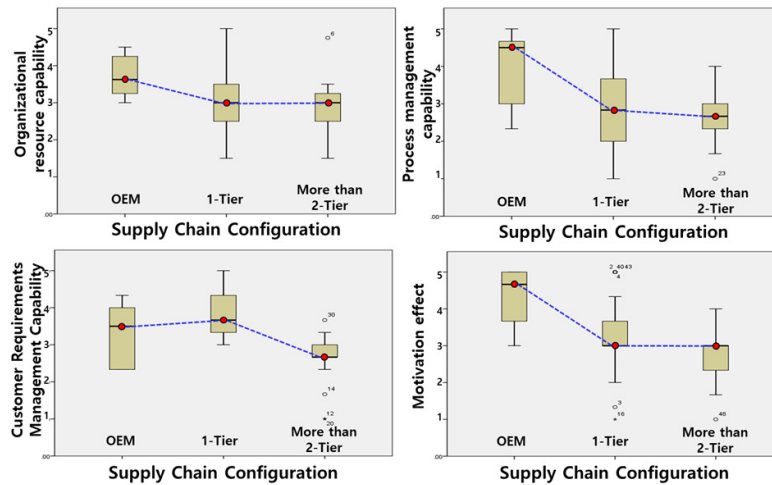 Organizational
resource capability
5
4
3
2
1
.00
6
OEM
1-Tier
More than
2-Tier
Supply Chain Configuration
Process management
capability
5
4
3
2
1
.00
23
OEM
1-Tier
More than
2-Tier
Supply Chain Configuration
Customer Requirements
Management Capability
5
4
3
2
1
.00
30
14
12
20
OEM
1-Tier
More than
2-Tier
Supply Chain Configuration
Motivation effect
5
4
3
2
1
.00
2 4043
4
3
16
48
OEM
1-Tier
More than
2-Tier
Supply Chain Configuration